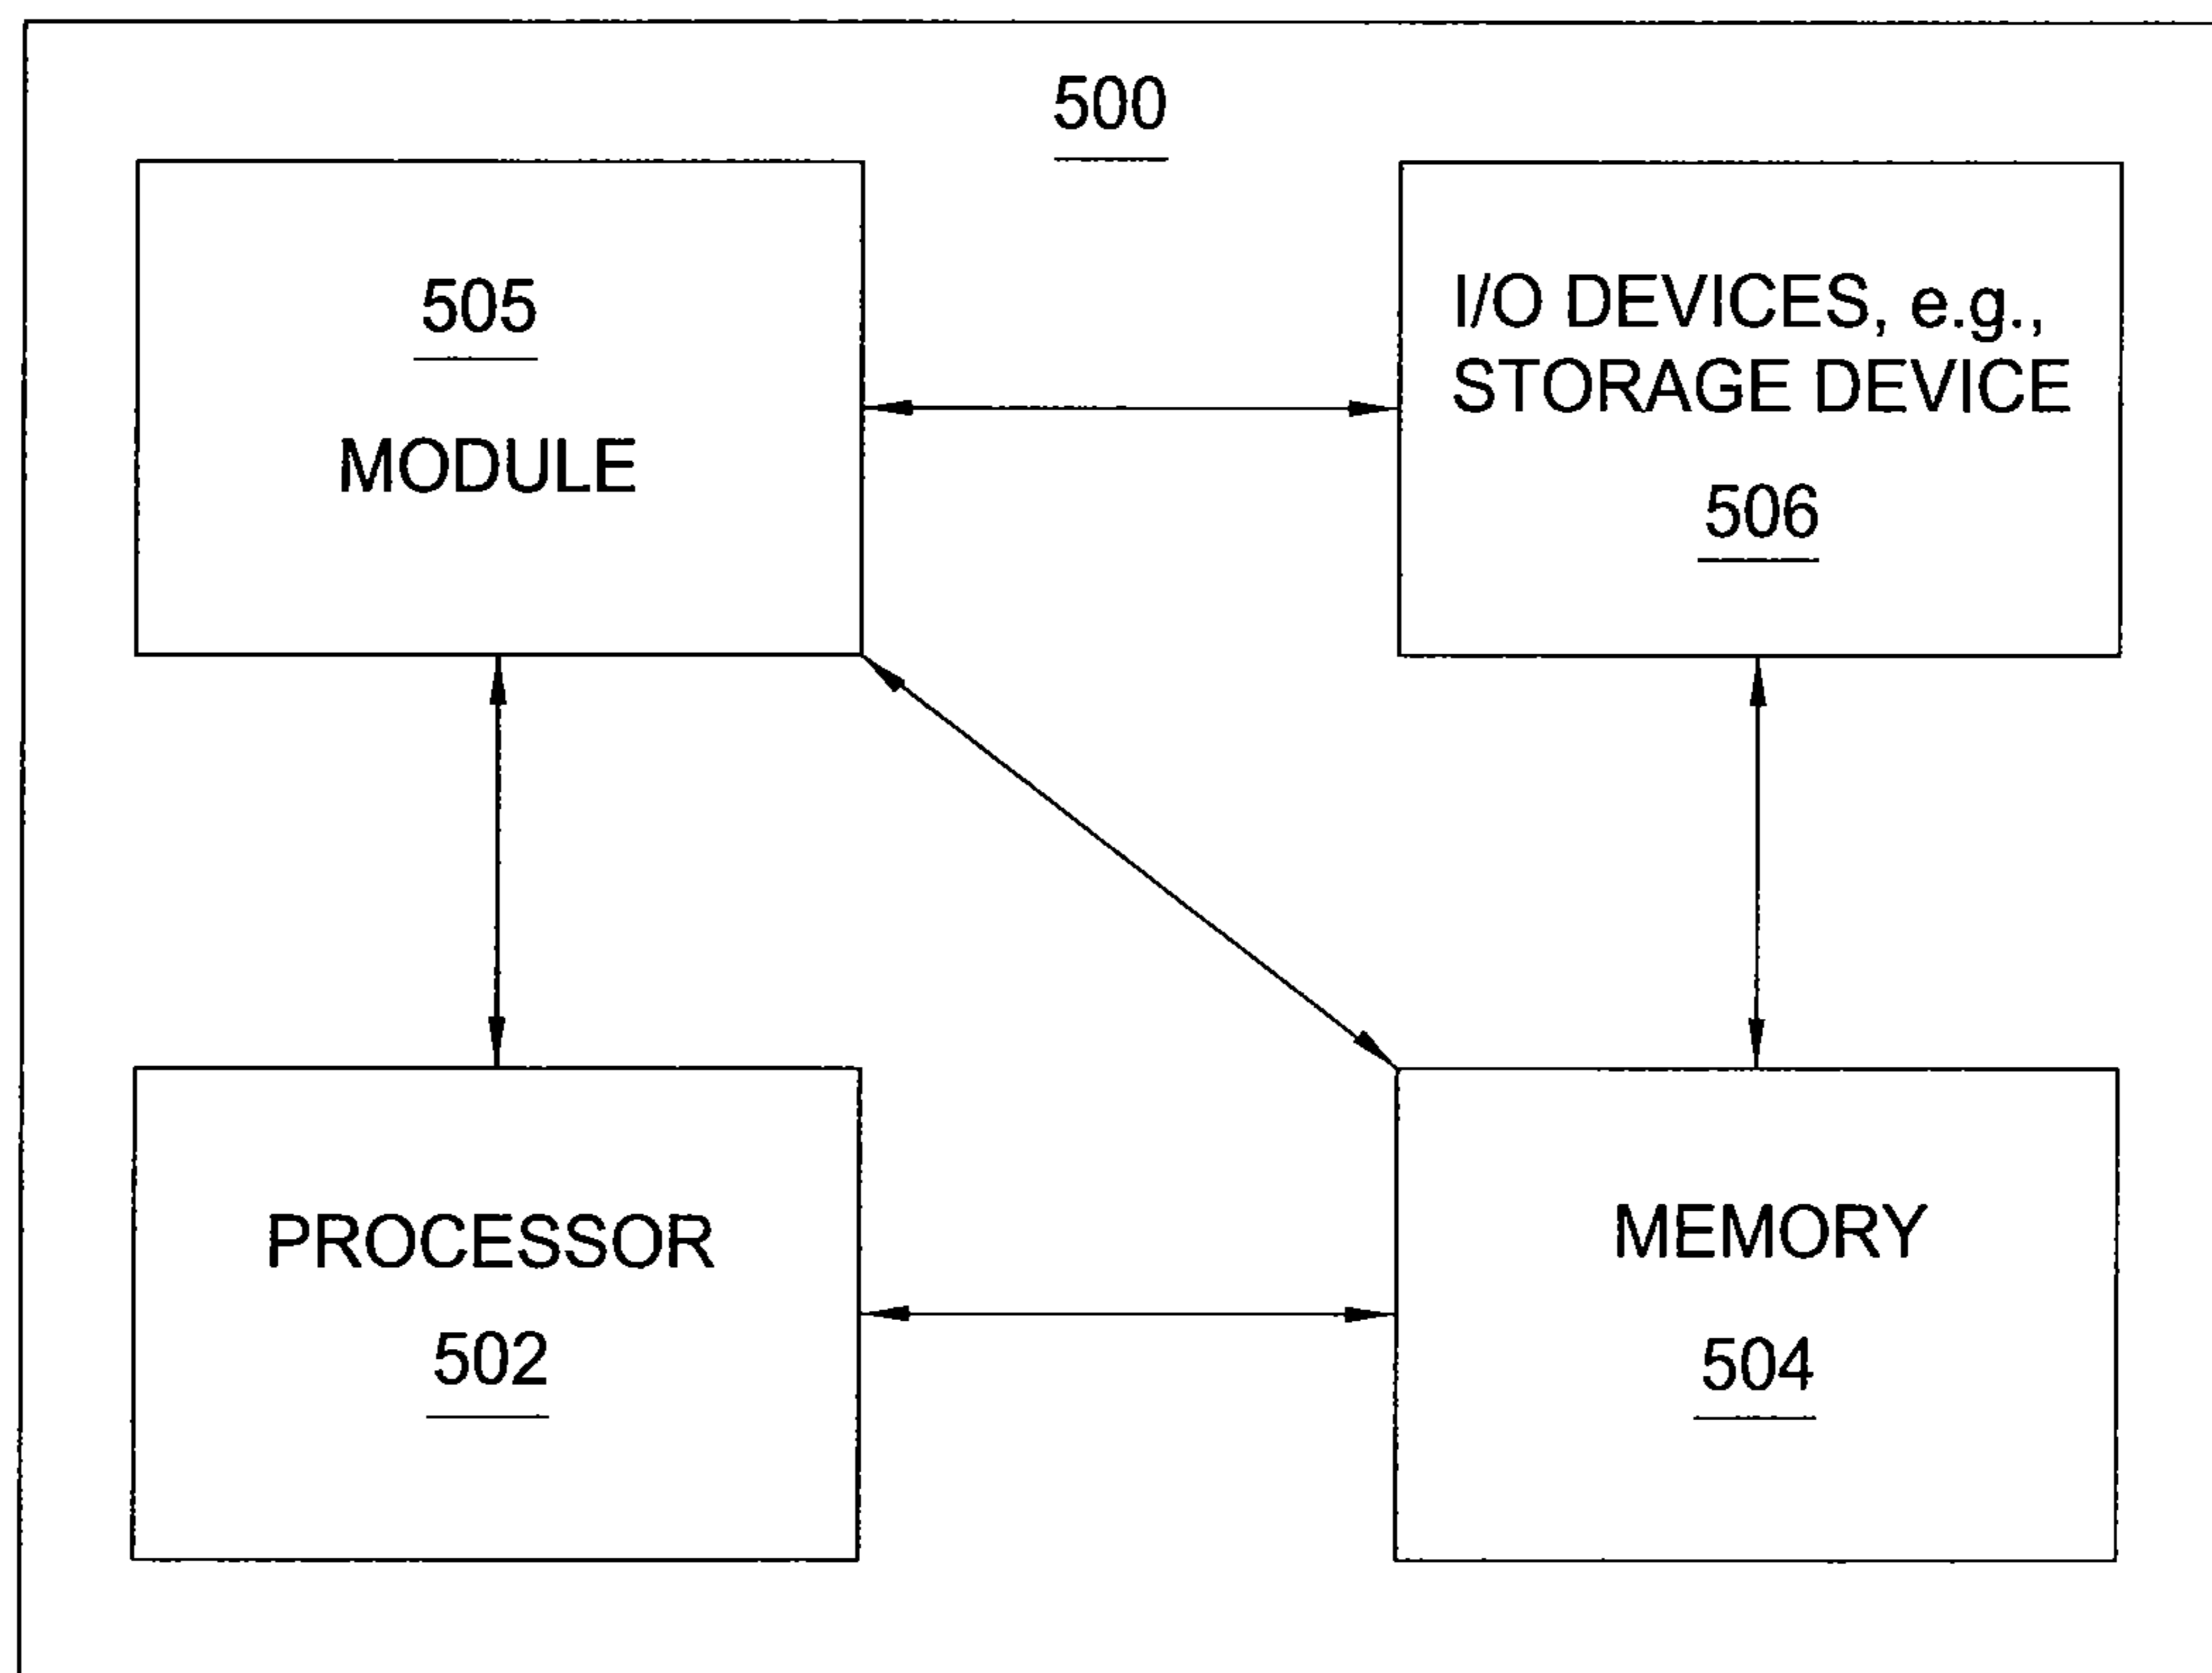 500
505
MODULE
I/O DEVICES, e.g.,
STORAGE DEVICE
506
PROCESSOR
502
MEMORY
504